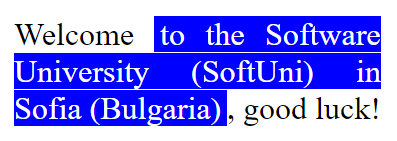 Welcome to the Software
University (SoftUni) in
Sofia (Bulgaria), good luck!